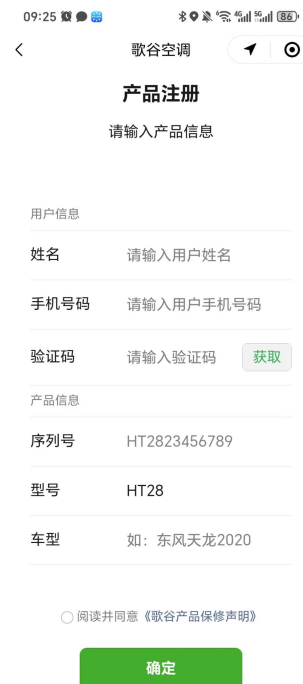 09:25 4G 5G 86
歌谷空调
产品注册
请输入产品信息
用户信息
姓名 请输入用户姓名
手机号码 请输入用户手机号码
验证码 请输入验证码 获取
产品信息
序列号 HT2823456789
型号 HT28
车型 如：东风天龙2020
阅读并同意《歌谷产品保修声明》
确定